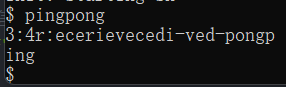 $ pingpong
3:4r:ecerievecedi-ved-pongp
ing
$